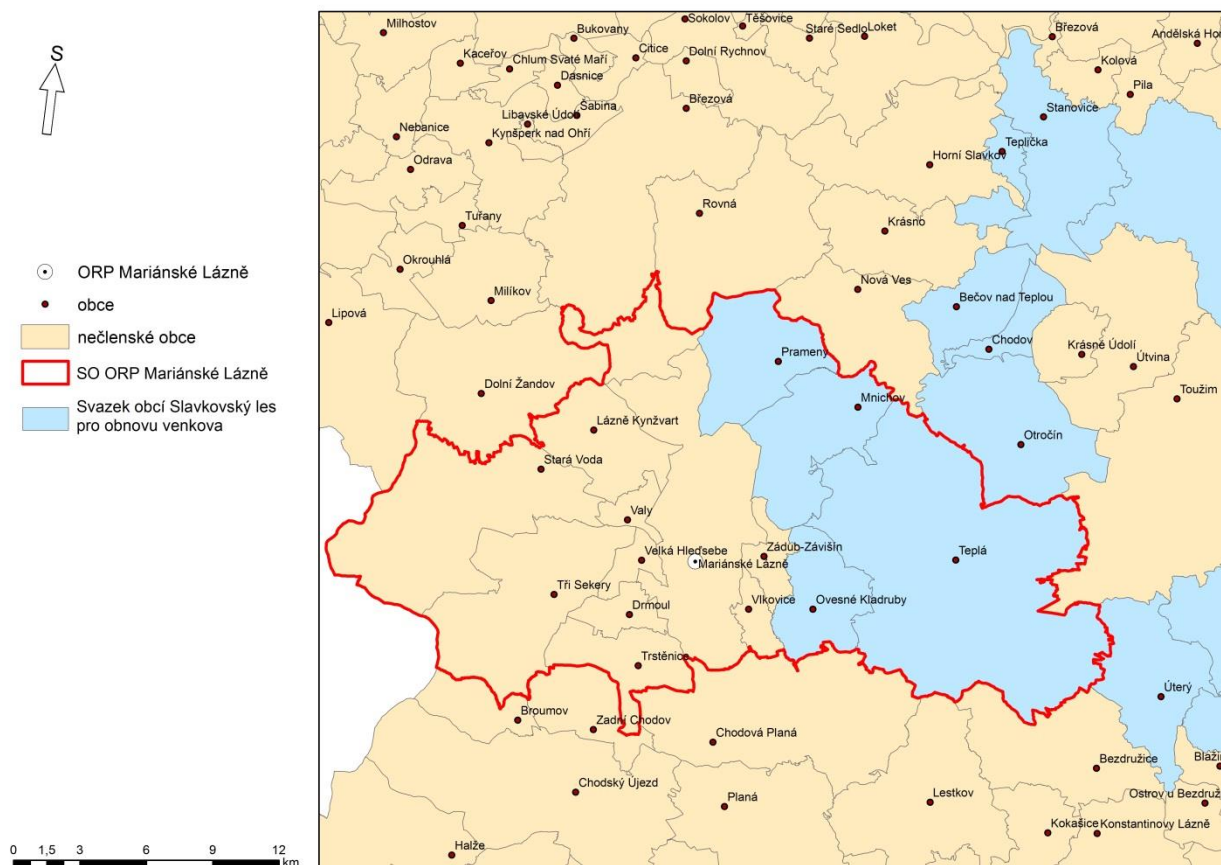 S
ORP Mariánské Lázně
obce
nečlenské obce
SO ORP Mariánské Lázně
Svazek obcí Slavkovský les
pro obnovu venkova
0 1,5 3 6 9 12
km
Milhostov
Bukovany
Sokolov
Těšovice
Staré Sedlo
Loket
Březová
Andělská Hor
Kaceřov
Chlum Svaté Maří
Citice
Dolní Rychnov
Kolová
Dasnice
Pila
Březová
Stanovice
Libavské Údolí
Šabina
Nebanice
Kynšperk nad Ohří
Teplička
Odrava
Horní Slavkov
Rovná
Tuřany
Krásno
Okrouhlá
Milíkov
Nová Ves
Bečov nad Teplou
Lipová
Chodov
Krásné Údolí
Prameny
Útvina
Dolní Žandov
Toužim
Mnichov
Lázně Kynžvart
Otročín
Stará Voda
Valy
Velká Hleďsebe
Mariánské Lázně
Zádub-Závišín
Teplá
Tři Sekery
Drmoul
Vlkovice
Ovesné Kladruby
Trstěnice
Úterý
Broumov
Zadní Chodov
Chodová Planá
Bezdružice
Blaži
Chodský Újezd
Planá
Lestkov
Ostrov u Bezdruž
Kokašice
Konstantinovy Lázně
Halže